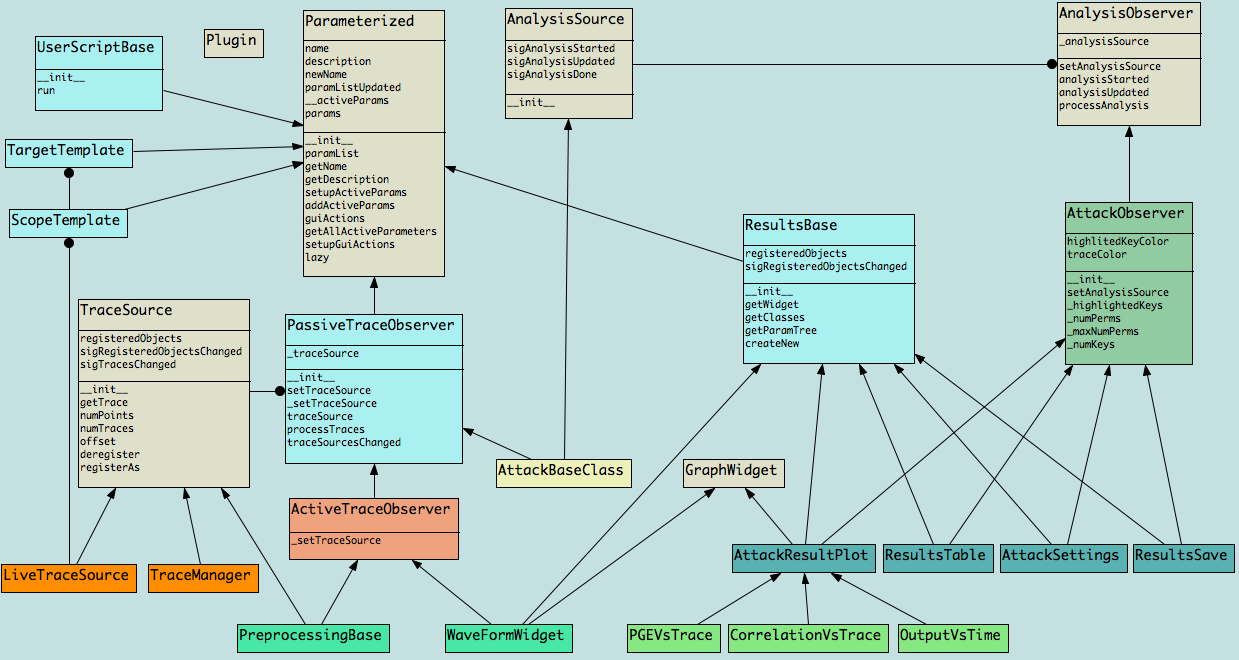 UserScriptBase
__init__
run
Plugin
Parameterized
name
description
newName
paramListUpdated
__activeParams
params
__init__
paramList
getName
getDescription
setupActiveParams
addActiveParams
guiActions
getAllActiveParameters
setupGuiActions
lazy
AnalysisSource
sigAnalysisStarted
sigAnalysisUpdated
sigAnalysisDone
__init__
AnalysisObserver
_analysisSource
setAnalysisSource
analysisStarted
analysisUpdated
processAnalysis
TargetTemplate
ScopeTemplate
ResultsBase
registeredObjects
sigRegisteredObjectsChanged
__init__
getWidget
getClasses
getParamTree
createNew
AttackObserver
highlitedKeyColor
traceColor
__init__
setAnalysisSource
_highlightedKeys
_numPerms
_maxNumPerms
_numKeys
TraceSource
registeredObjects
sigRegisteredObjectsChanged
sigTracesChanged
__init__
getTrace
numPoints
numTraces
offset
deregister
registerAs
PassiveTraceObserver
_traceSource
__init__
setTraceSource
_setTraceSource
traceSource
processTraces
traceSourcesChanged
AttackBaseClass
GraphWidget
ActiveTraceObserver
_setTraceSource
LiveTraceSource
TraceManager
AttackResultPlot
ResultsTable
AttackSettings
ResultsSave
PreprocessingBase
WaveFormWidget
PGEVsTrace
CorrelationVsTrace
OutputVsTime